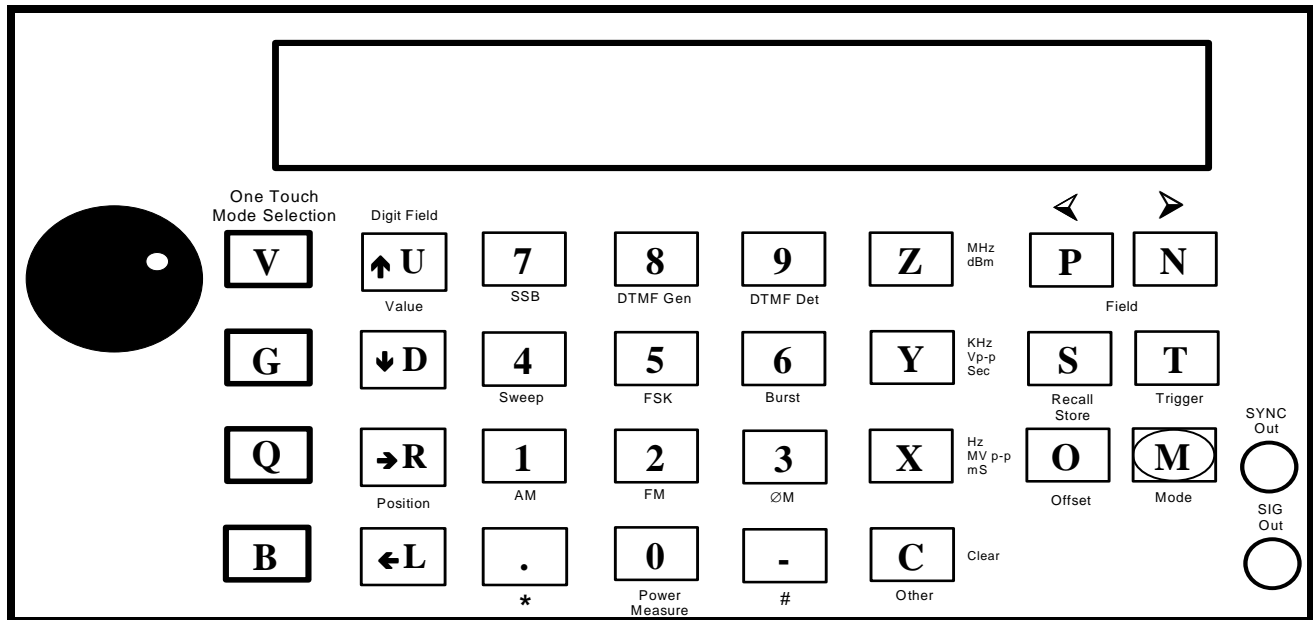 One Touch
Mode Selection
Digit Field
V
U
7
8
9
Z
MHz
dBm
P
N
Value
SSB
DTMF Gen
DTMF Det
Field
G
D
4
5
6
Y
KHz
Vp-p
Sec
S
T
Sweep
FSK
Burst
Recall
Store
Trigger
SYNC
Out
Q
R
1
2
3
X
Hz
MV p-p
mS
O
M
Position
AM
FM
ØM
Offset
Mode
SIG
Out
B
L
.
0
-
C
Clear
*
Power
Measure
#
Other